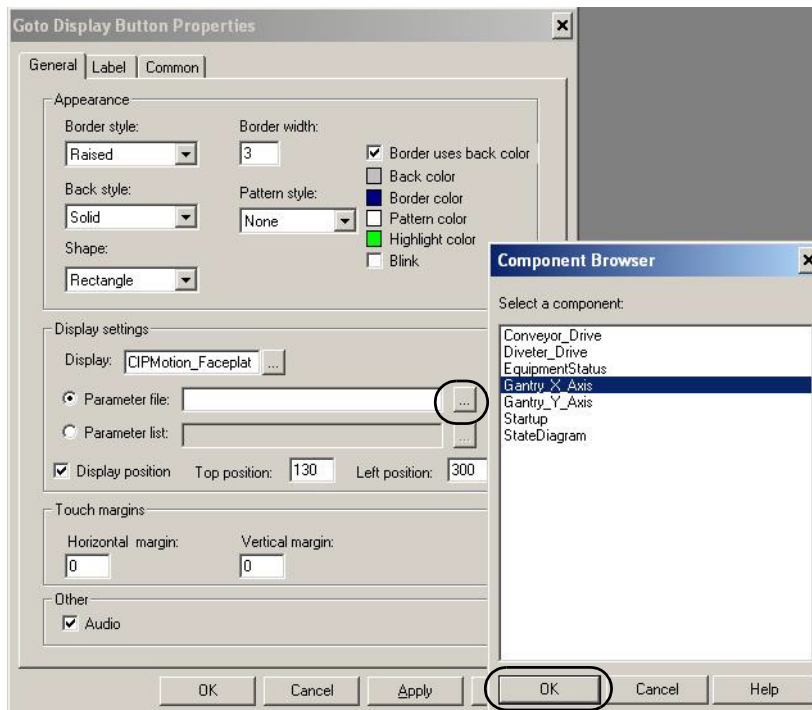 Goto Display Button Properties
General Label Common
Appearance
Border style: Border width:
Raised 3 Border uses back color
Back color
Back style: Pattern style: Border color
Solid None Pattern color
Highlight color
Shape: Blink
Rectangle
Display settings
Display: CIPMotion_Faceplat ...
Parameter file: ...
Parameter list: ...
Display position Top position: 130 Left position: 300
Touch margins
Horizontal margin: Vertical margin:
0 0
Other
Audio
OK Cancel Apply
Component Browser
Select a component:
Conveyor_Drive
Diveter_Drive
EquipmentStatus
Gantry_X_Axis
Gantry_Y_Axis
Startup
StateDiagram
OK Cancel Help